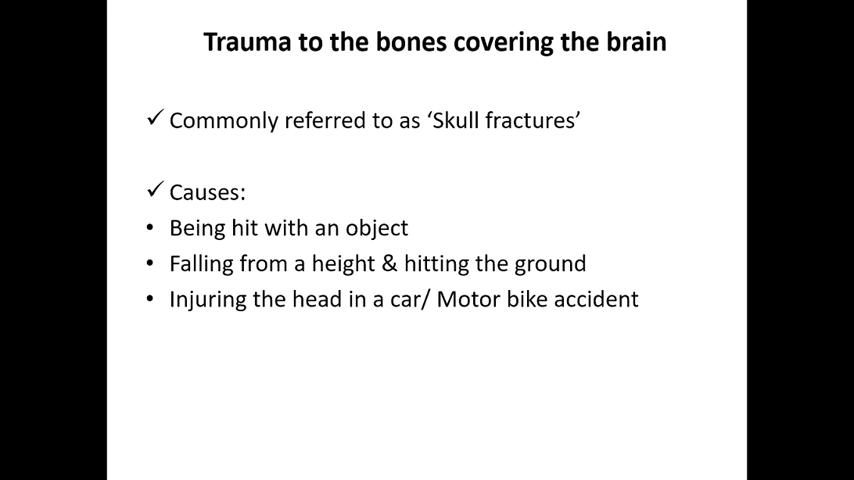 Trauma to the bones covering the brain
✓ Commonly referred to as ‘Skull fractures’
✓ Causes:
• Being hit with an object
• Falling from a height & hitting the ground
• Injuring the head in a car/ Motor bike accident